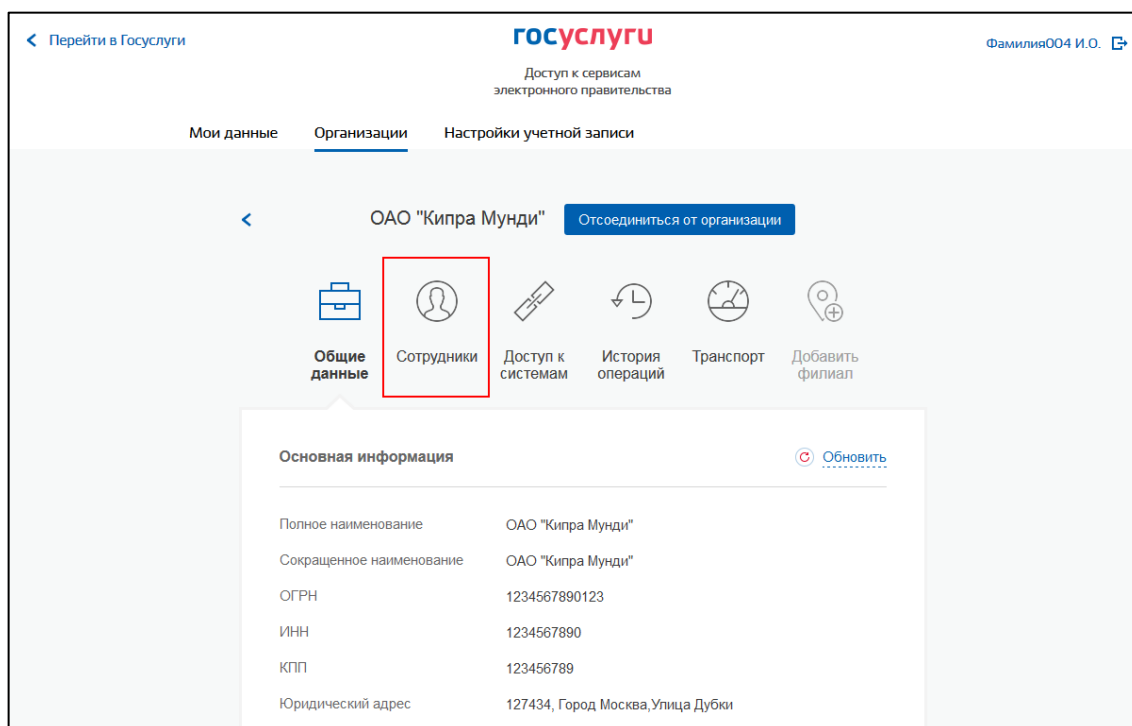 Перейти в Госуслуги
госуслуги
Фамилия004 И.О.
Доступ к сервисам
электронного правительства
Мои данные Организации Настройки учетной записи
ОАО "Кипра Мунди" Отсоединиться от организации
Общие данные
Сотрудники
Доступ к системам
История операций
Транспорт
Добавить филиал
Основная информация Обновить
Полное наименование ОАО "Кипра Мунди"
Сокращенное наименование ОАО "Кипра Мунди"
ОГРН 1234567890123
ИНН 1234567890
КПП 123456789
Юридический адрес 127434, Город Москва,Улица Дубки